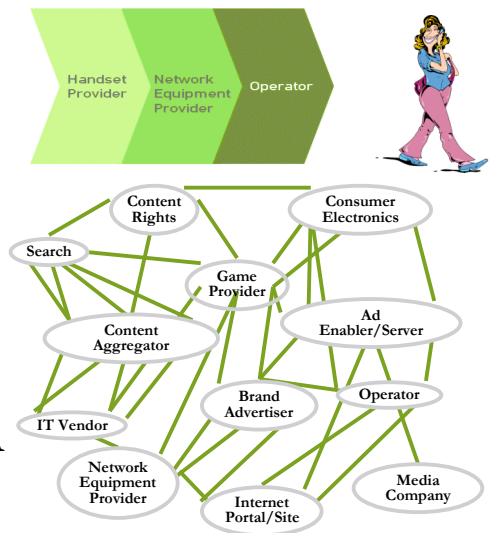 Handset
Provider
Network
Equipment
Provider
Operator
Content
Rights
Consumer
Electronics
Search
Game
Provider
Content
Aggregator
Ad
Enabler/Server
Brand
Advertiser
Operator
IT Vendor
Network
Equipment
Provider
Internet
Portal/Site
Media
Company